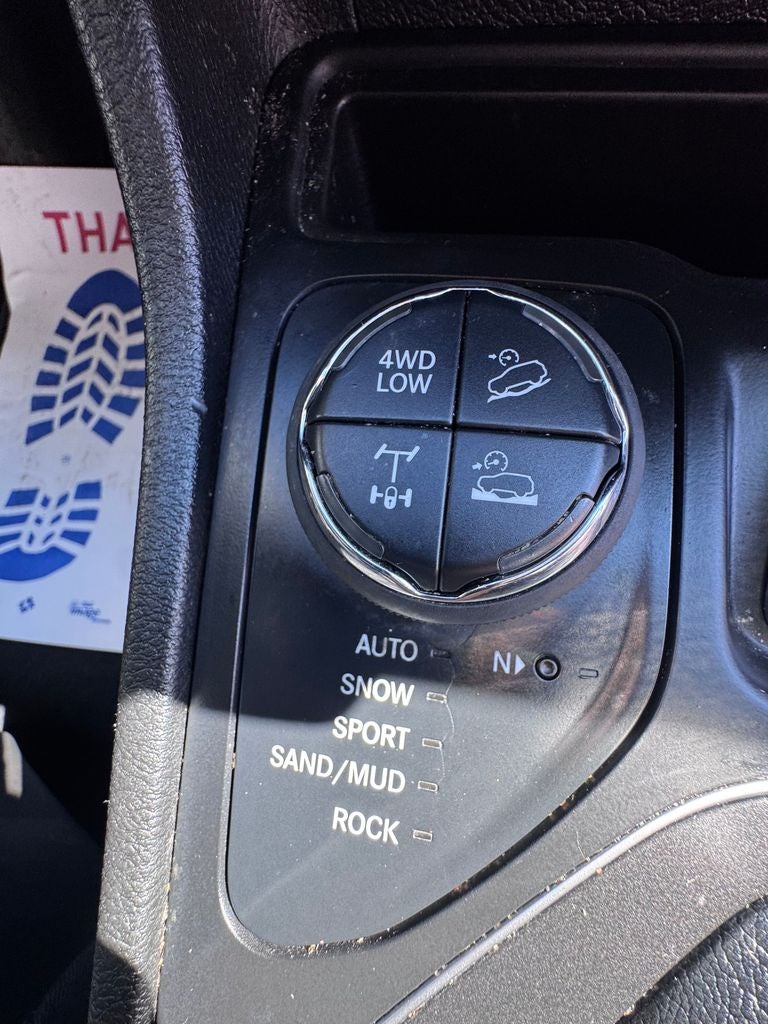 THA
4WD
LOW
AUTO
N
SNOW
SPORT
SAND/MUD
ROCK